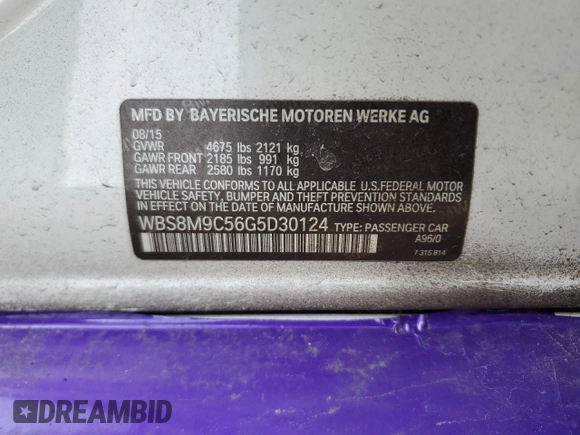 MFD BY BAYERISCHE MOTOREN WERKE AG
08/15
GVWR 4675 lbs 2121 kg
GAWR FRONT 2185 lbs 991 kg
GAWR REAR 2580 lbs 1170 kg
THIS VEHICLE CONFORMS TO ALL APPLICABLE U.S.FEDERAL MOTOR
VEHICLE SAFETY, BUMPER AND THEFT PREVENTION STANDARDS
IN EFFECT ON THE DATE OF MANUFACTURE SHOWN ABOVE.
WBS8M9C56G5D30124 TYPE: PASSENGER CAR
A96/0
7 315 814
DREAMBID